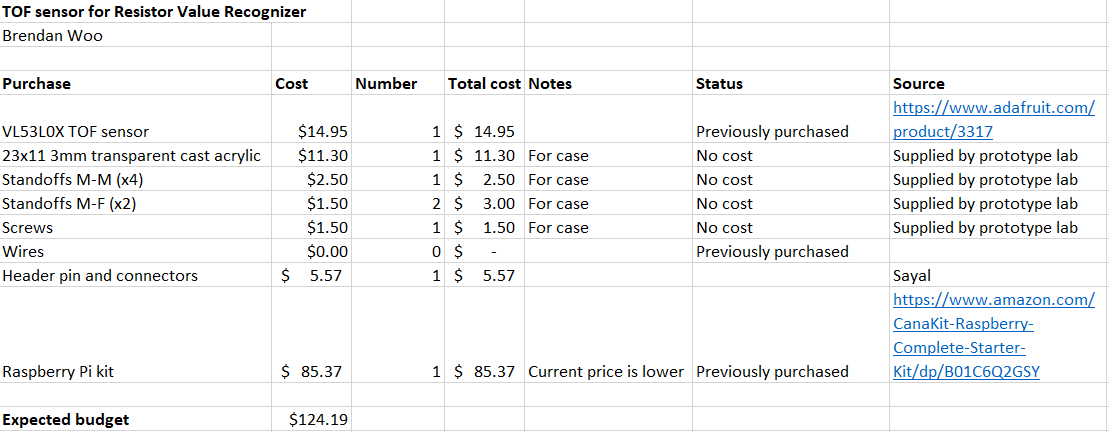 TOF sensor for Resistor Value Recognizer
Brendan Woo
Purchase Cost Number Total cost Notes Status Source
VL53L0X TOF sensor $14.95 1 $ 14.95 Previously purchased https://www.adafruit.com/
product/3317
23x11 3mm transparent cast acrylic $11.30 1 $ 11.30 For case No cost Supplied by prototype lab
Standoffs M-M (x4) $2.50 1 $ 2.50 For case No cost Supplied by prototype lab
Standoffs M-F (x2) $1.50 2 $ 3.00 For case No cost Supplied by prototype lab
Screws $1.50 1 $ 1.50 For case No cost Supplied by prototype lab
Wires $0.00 0 $ - Previously purchased
Header pin and connectors $ 5.57 1 $ 5.57 Sayal
Raspberry Pi kit $ 85.37 1 $ 85.37 Current price is lower Previously purchased https://www.amazon.com/
CanaKit-Raspberry-
Complete-Starter-
Kit/dp/B01C6Q2GSY
Expected budget $124.19